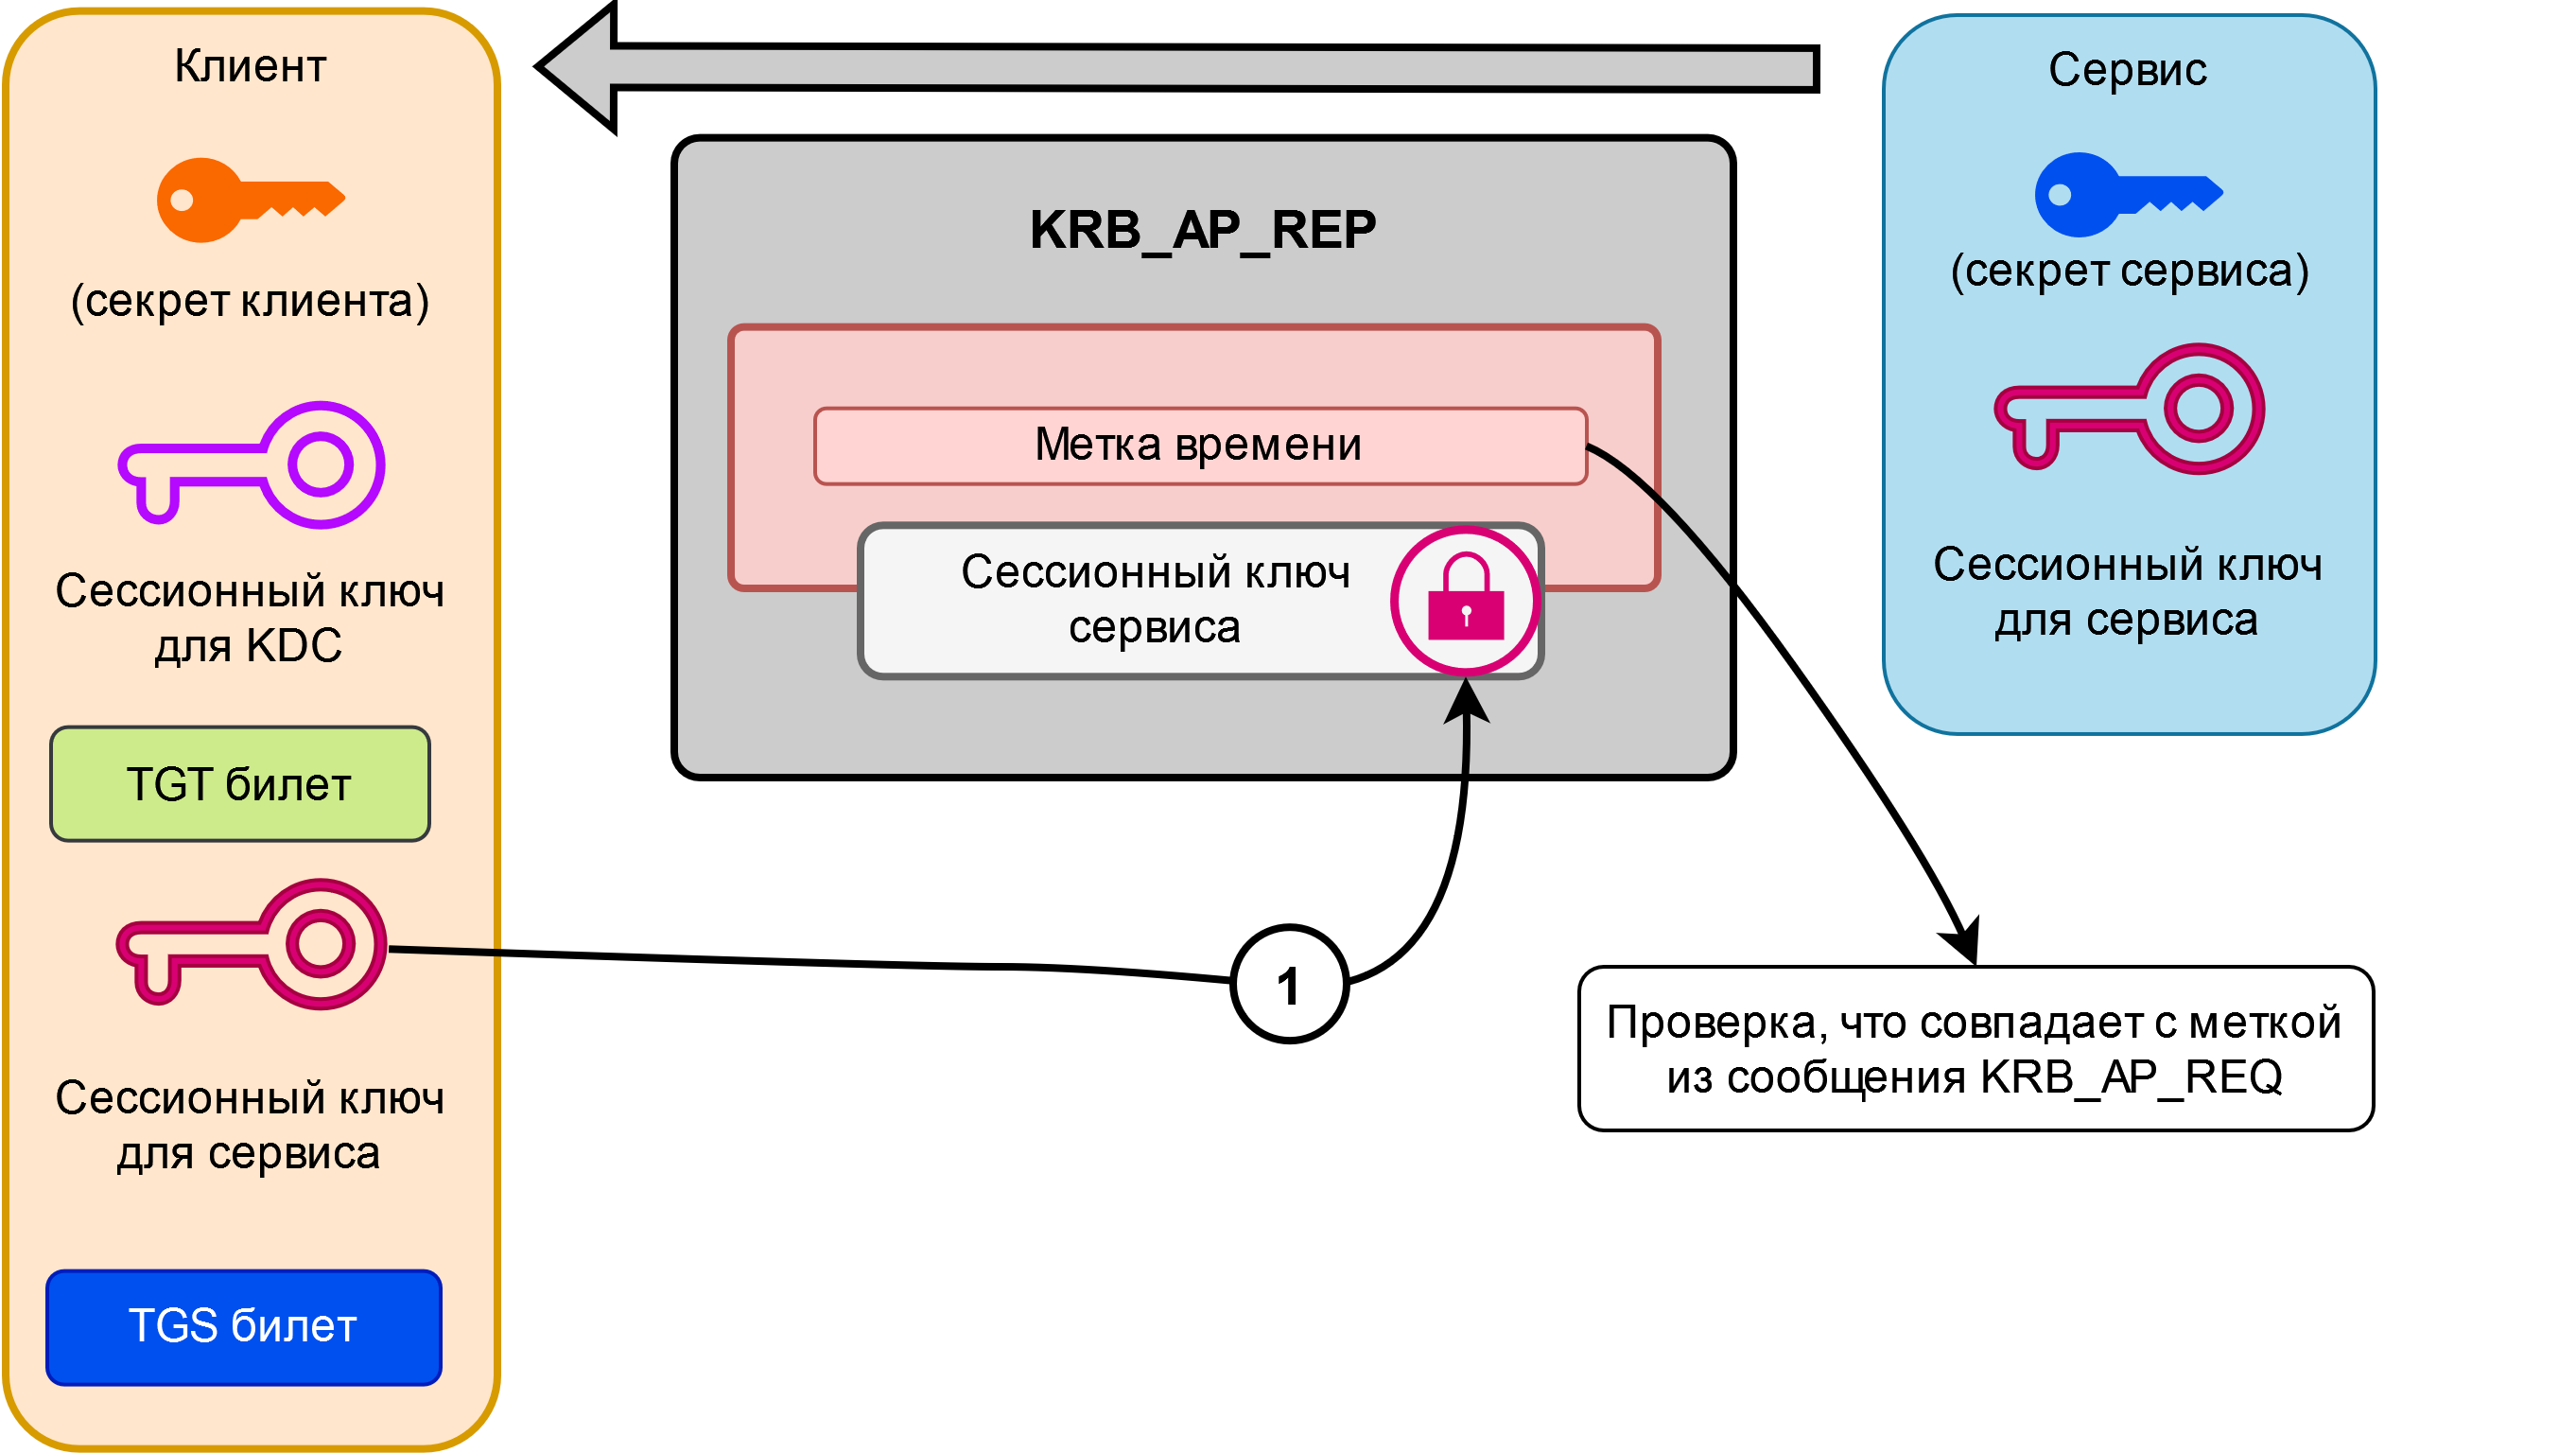 Клиент
(секрет клиента)
Сессионный ключ
для KDC
TGT билет
Сессионный ключ
для сервиса
TGS билет
KRB_AP_REP
Метка времени
Сессионный ключ
сервиса
1
Сервис
(секрет сервиса)
Сессионный ключ
для сервиса
Проверка, что совпадает с меткой
из сообщения KRB_AP_REQ